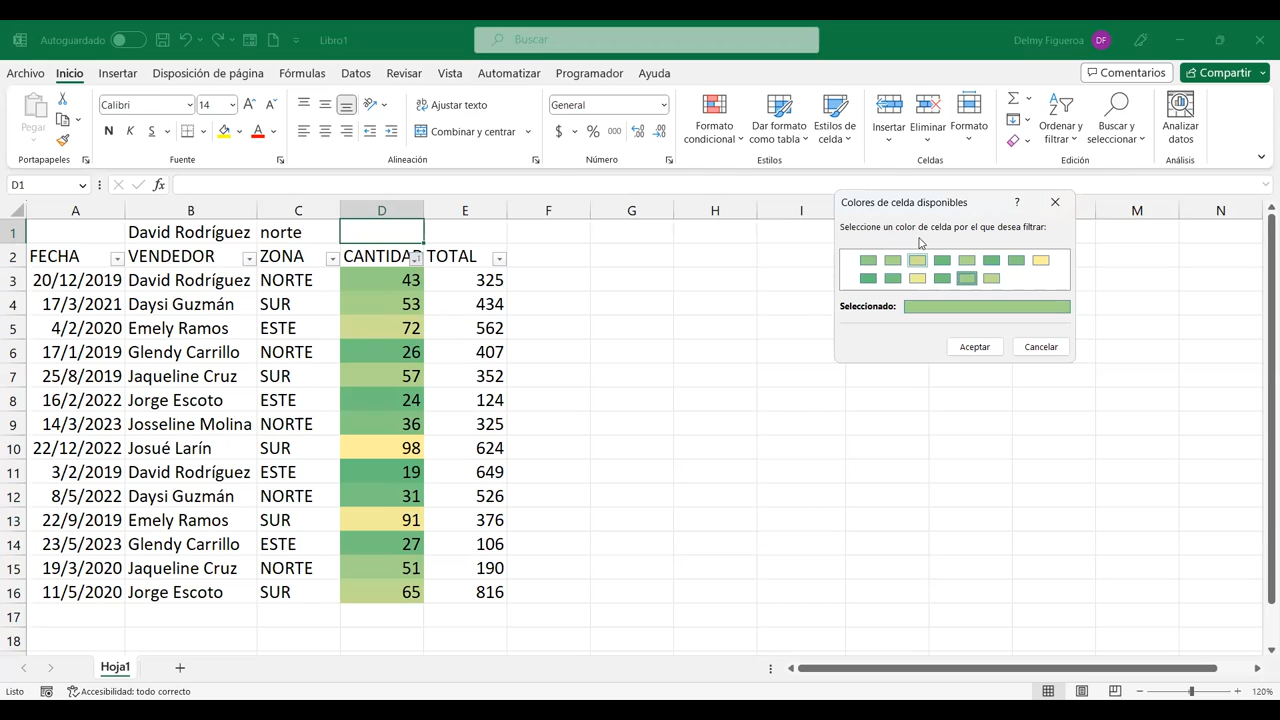 Autoguardado
Libro1
Buscar
Delmy Figueroa DF
Archivo Inicio Insertar Disposición de página Fórmulas Datos Revisar Vista Automatizar Programador Ayuda
Comentarios Compartir
Pegar
Portapapeles
Calibri 14
N K S
Fuente
Ajustar texto
Combinar y centrar
Alineación
General
$ % 000
Número
Formato condicional
Dar formato como tabla
Estilos de celda
Estilos
Insertar Eliminar Formato
Celdas
Ordenar y filtrar
Buscar y seleccionar
Edición
Analizar datos
Análisis
D1 fx
A B C D E F G H I M N
1 David Rodríguez norte
2 FECHA VENDEDOR ZONA CANTIDAD TOTAL
3 20/12/2019 David Rodríguez NORTE 43 325
4 17/3/2021 Daysi Guzmán SUR 53 434
5 4/2/2020 Emely Ramos ESTE 72 562
6 17/1/2019 Glendy Carrillo NORTE 26 407
7 25/8/2019 Jaqueline Cruz SUR 57 352
8 16/2/2022 Jorge Escoto ESTE 24 124
9 14/3/2023 Josseline Molina NORTE 36 325
10 22/12/2022 Josué Larín SUR 98 624
11 3/2/2019 David Rodríguez ESTE 19 649
12 8/5/2022 Daysi Guzmán NORTE 31 526
13 22/9/2019 Emely Ramos SUR 91 376
14 23/5/2023 Glendy Carrillo ESTE 27 106
15 19/3/2020 Jaqueline Cruz NORTE 51 190
16 11/5/2020 Jorge Escoto SUR 65 816
17
18
Colores de celda disponibles ?
Seleccione un color de celda por el que desea filtrar:
Seleccionado:
Aceptar Cancelar
Hoja1
Listo Accesibilidad: todo correcto 120%